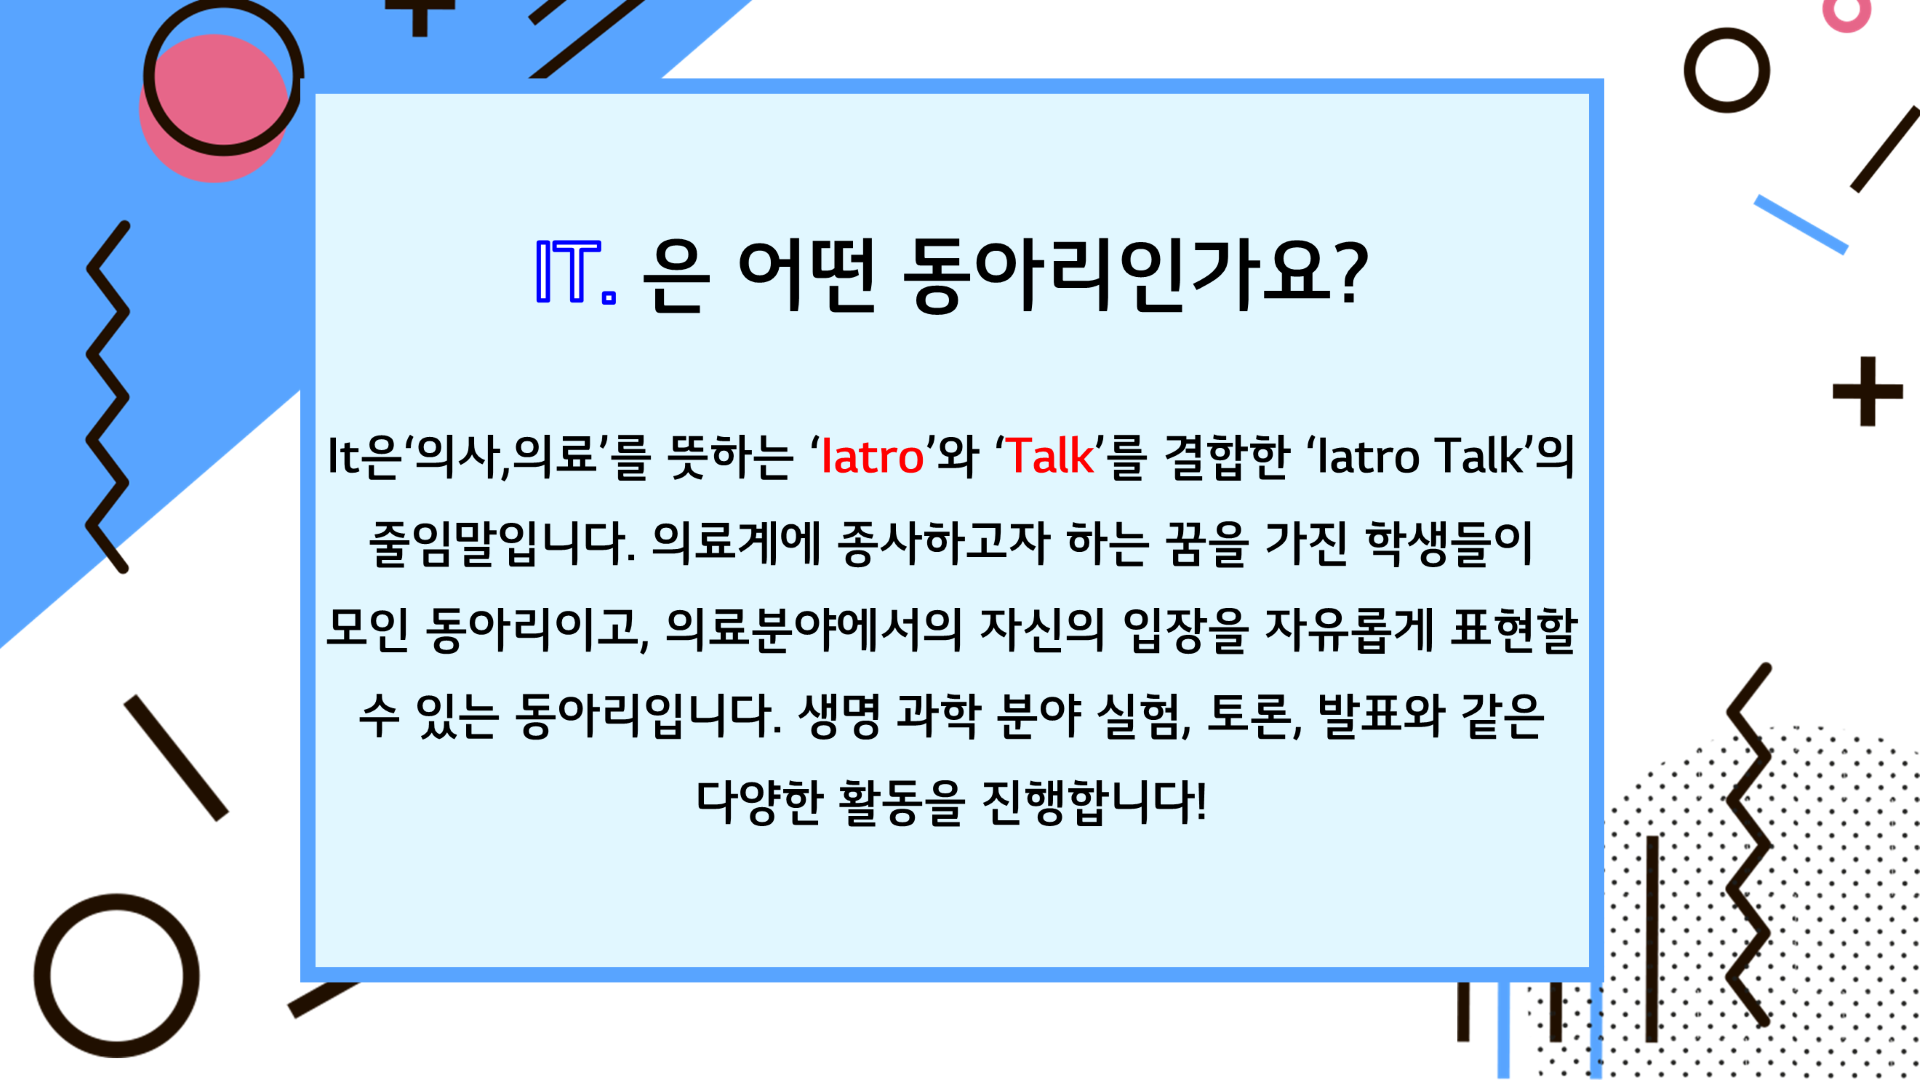 IT. 은 어떤 동아리인가요?
It은‘의사,의료’를 뜻하는 ‘Iatro’와 ‘Talk’를 결합한 ‘Iatro Talk’의
줄임말입니다. 의료계에 종사하고자 하는 꿈을 가진 학생들이
모인 동아리이고, 의료분야에서의 자신의 입장을 자유롭게 표현할
수 있는 동아리입니다. 생명 과학 분야 실험, 토론, 발표와 같은
다양한 활동을 진행합니다!